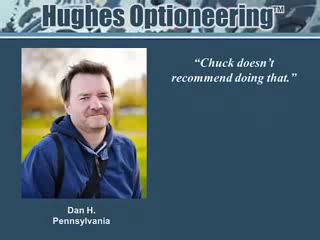 Hughes Optioneering™
“Chuck doesn’t
recommend doing that.”
Dan H.
Pennsylvania